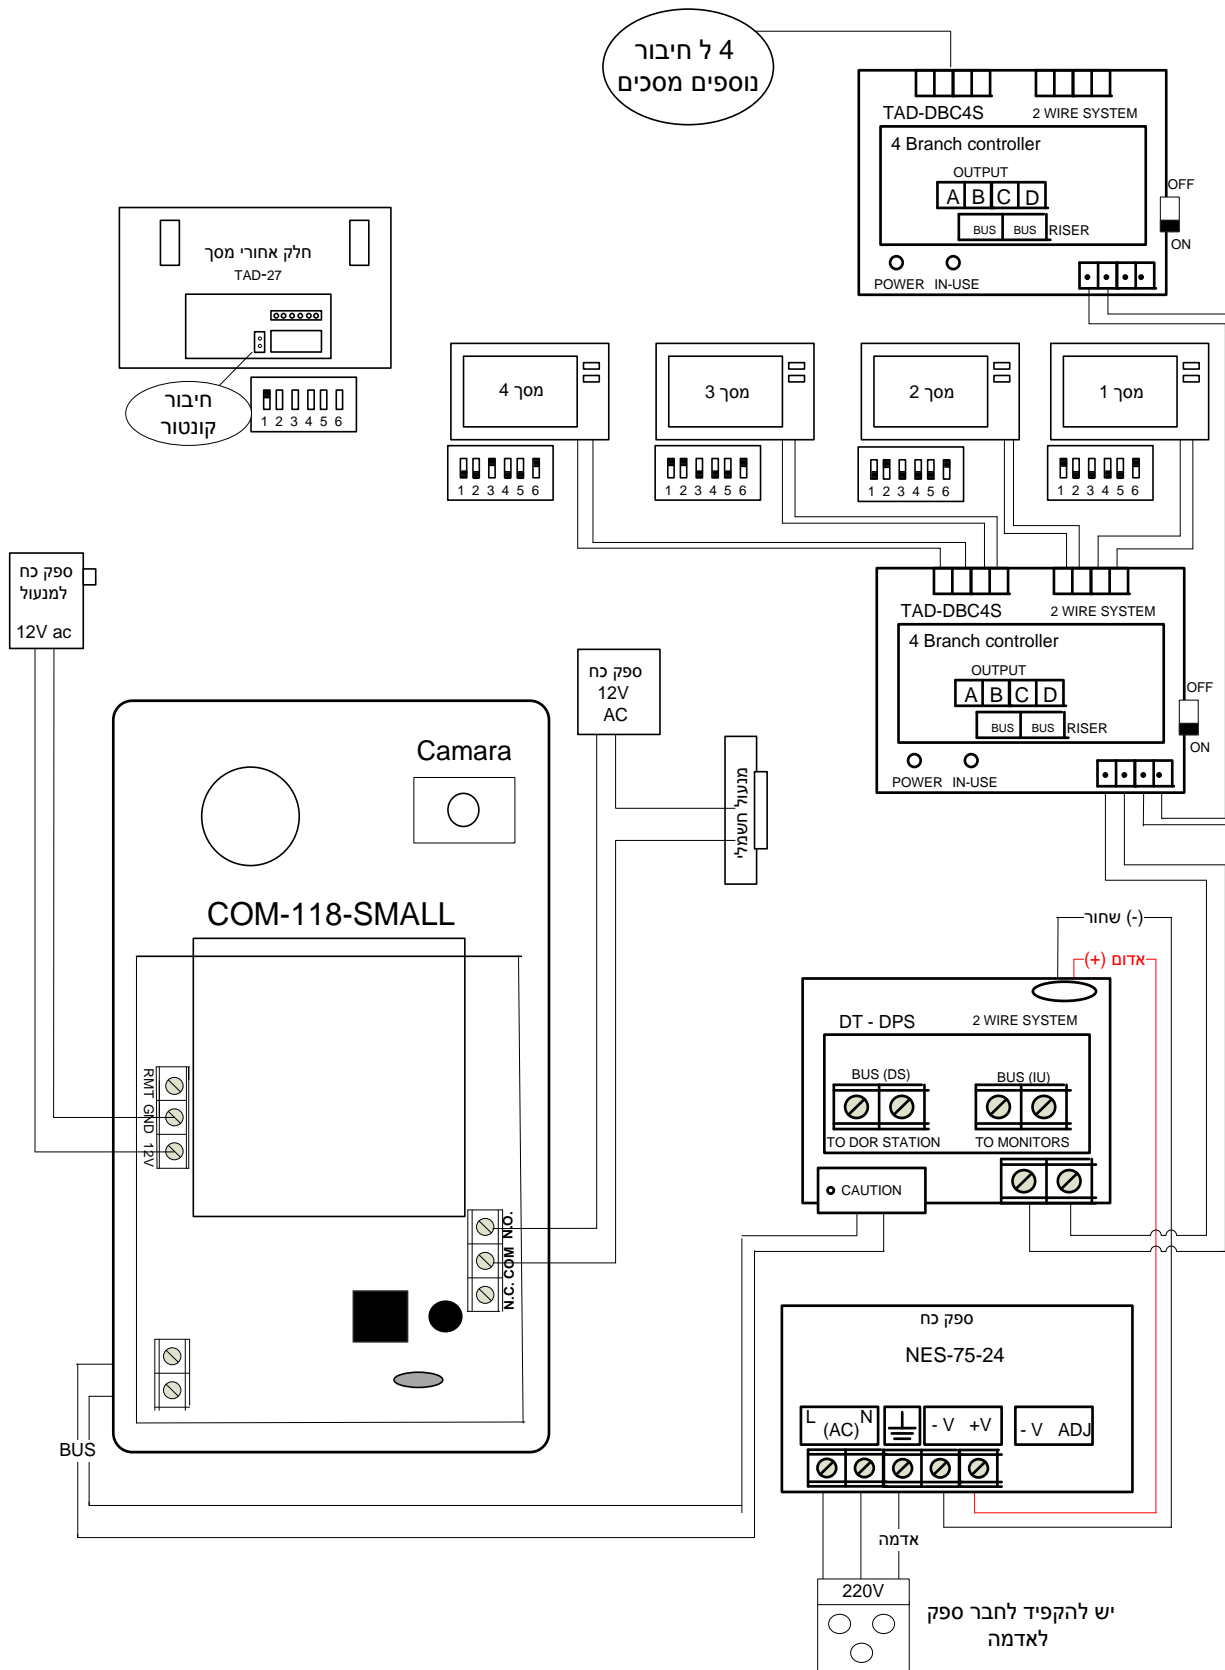 4 ל חיבור
נוספים מסכים
TAD-DBC4S
2 WIRE SYSTEM
4 Branch controller
OUTPUT
A B C D
BUS BUS RISER
POWER IN-USE
OFF
ON
חלק אחורי מסך
TAD-27
חיבור
קונטור
1 2 3 4 5 6
מסך 4
מסך 3
מסך 2
מסך 1
1 2 3 4 5 6
1 2 3 4 5 6
1 2 3 4 5 6
1 2 3 4 5 6
ספק כח
למנעול
12V ac
TAD-DBC4S
2 WIRE SYSTEM
4 Branch controller
OUTPUT
A B C D
BUS BUS RISER
POWER IN-USE
OFF
ON
ספק כח
12V
AC
מנעול חשמלי
Camara
COM-118-SMALL
RMT GND 12V
N.C. COM N.O.
BUS
שחור (-)
אדום (+)
DT - DPS
2 WIRE SYSTEM
BUS (DS)
BUS (IU)
TO DOR STATION
TO MONITORS
CAUTION
ספק כח
NES-75-24
L (AC) N
- V +V
- V ADJ
אדמה
220V
יש להקפיד לחבר ספק
לאדמה